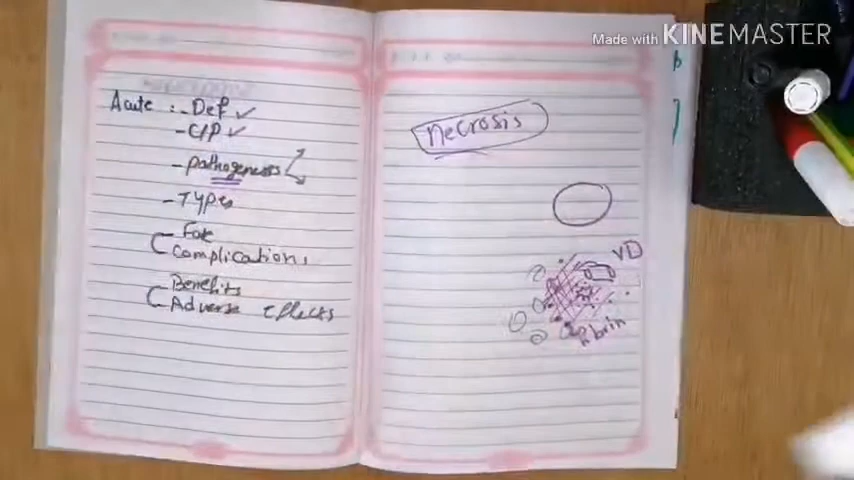 Made with KINEMASTER
Acute :- Def ✓
- C/P ✓
- pathogenesis
- Types
- Fate
Complications
- Benefits
Adverse effects
necrosis
VD
fibrin